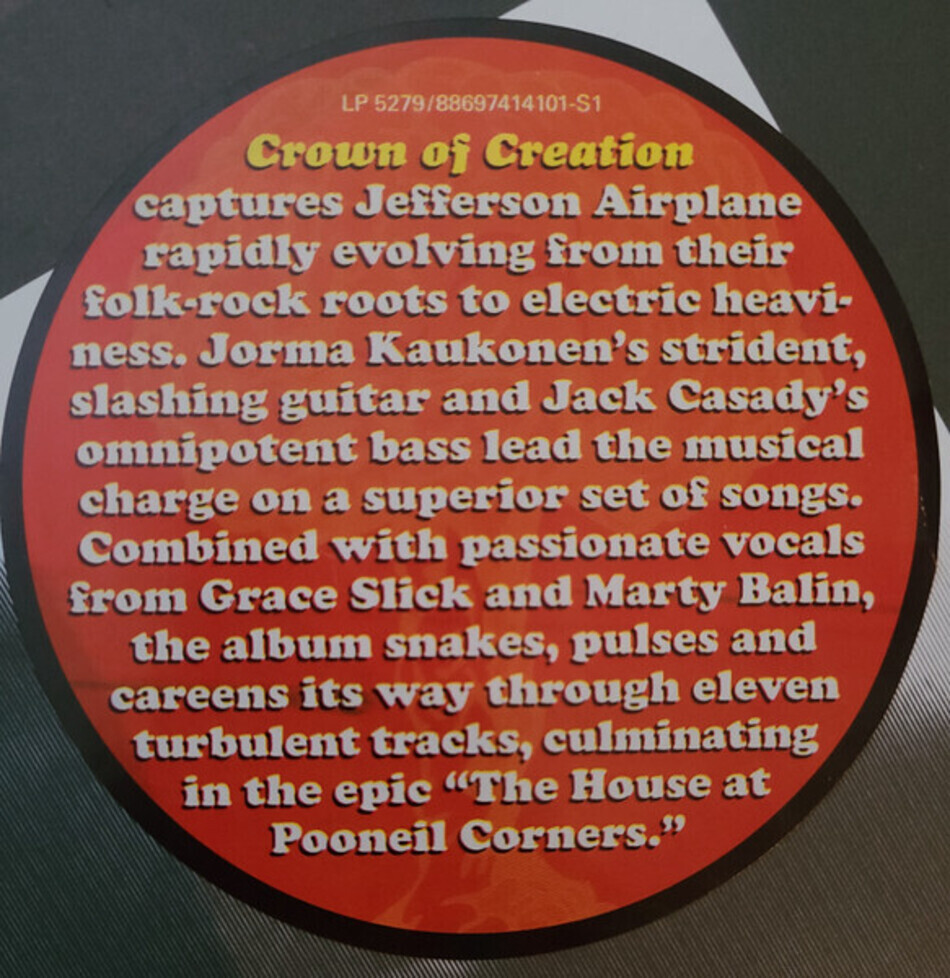 LP 5279/88697414101-S1
Crown of Creation
captures Jefferson Airplane
rapidly evolving from their
folk-rock roots to electric heavi-
ness. Jorma Kaukonen's strident,
slashing guitar and Jack Casady's
omnipotent bass lead the musical
charge on a superior set of songs.
Combined with passionate vocals
from Grace Slick and Marty Balin,
the album snakes, pulses and
careens its way through eleven
turbulent tracks, culminating
in the epic “The House at
Pooneil Corners.”